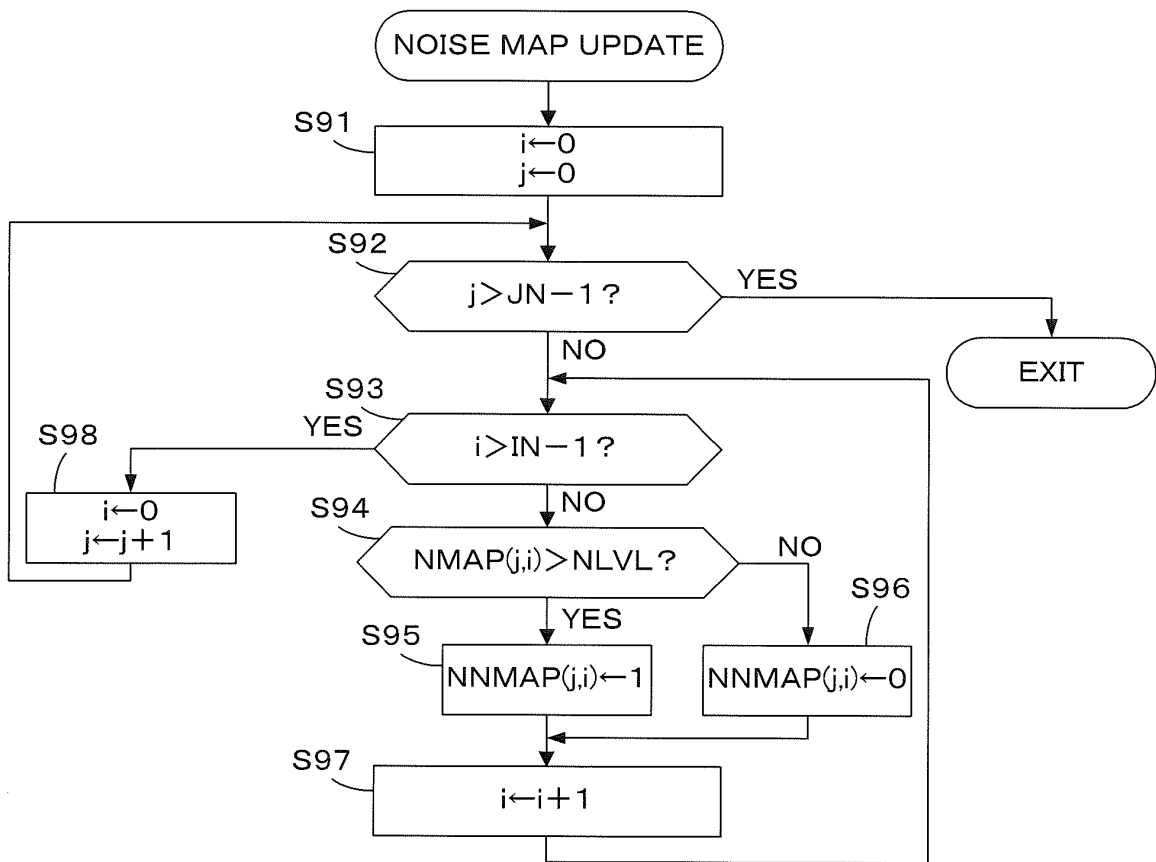 NOISE MAP UPDATE
S91
i←0
j←0
S92
j>JN−1?
YES
NO
EXIT
S93
YES
i>IN−1?
S98
i←0
j←j+1
NO
S94
NMAP(j,i)>NLVL?
NO
S96
YES
S95
NNMAP(j,i)←1
NNMAP(j,i)←0
S97
i←i+1